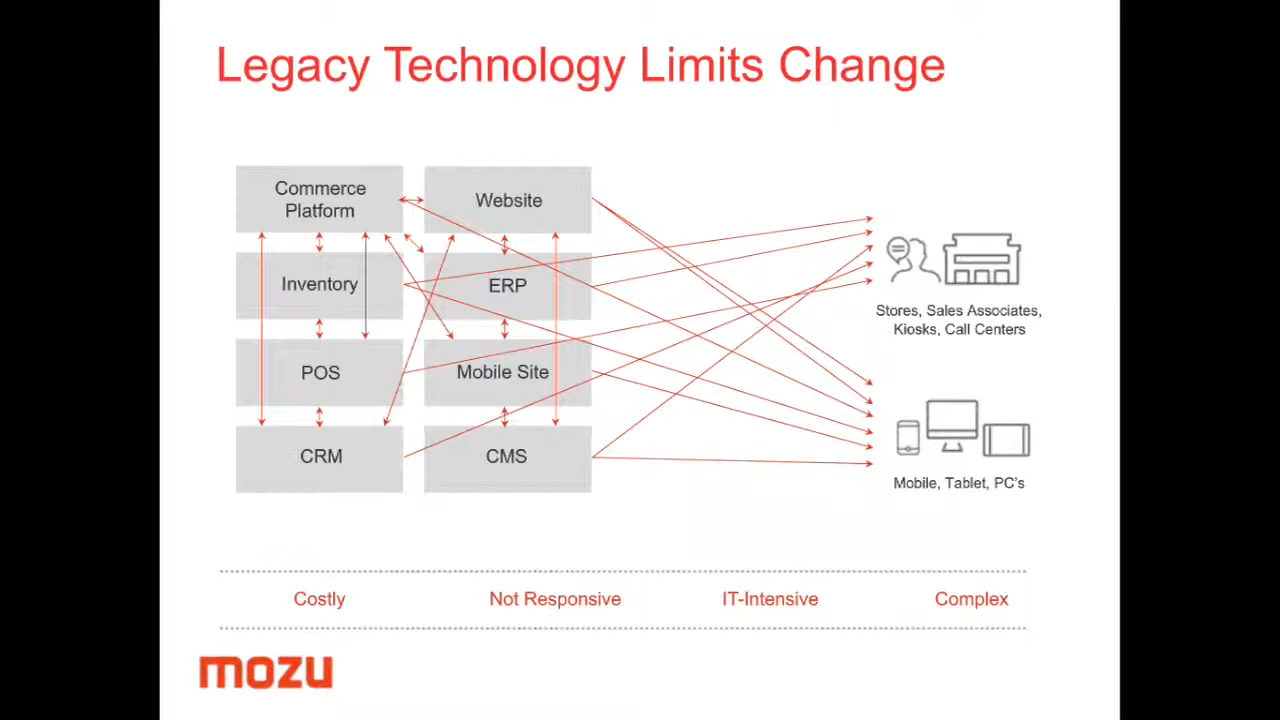 Legacy Technology Limits Change
Commerce
Platform
Website
Inventory
ERP
POS
Mobile Site
CRM
CMS
Stores, Sales Associates,
Kiosks, Call Centers
Mobile, Tablet, PC's
Costly
Not Responsive
IT-Intensive
Complex
mozu